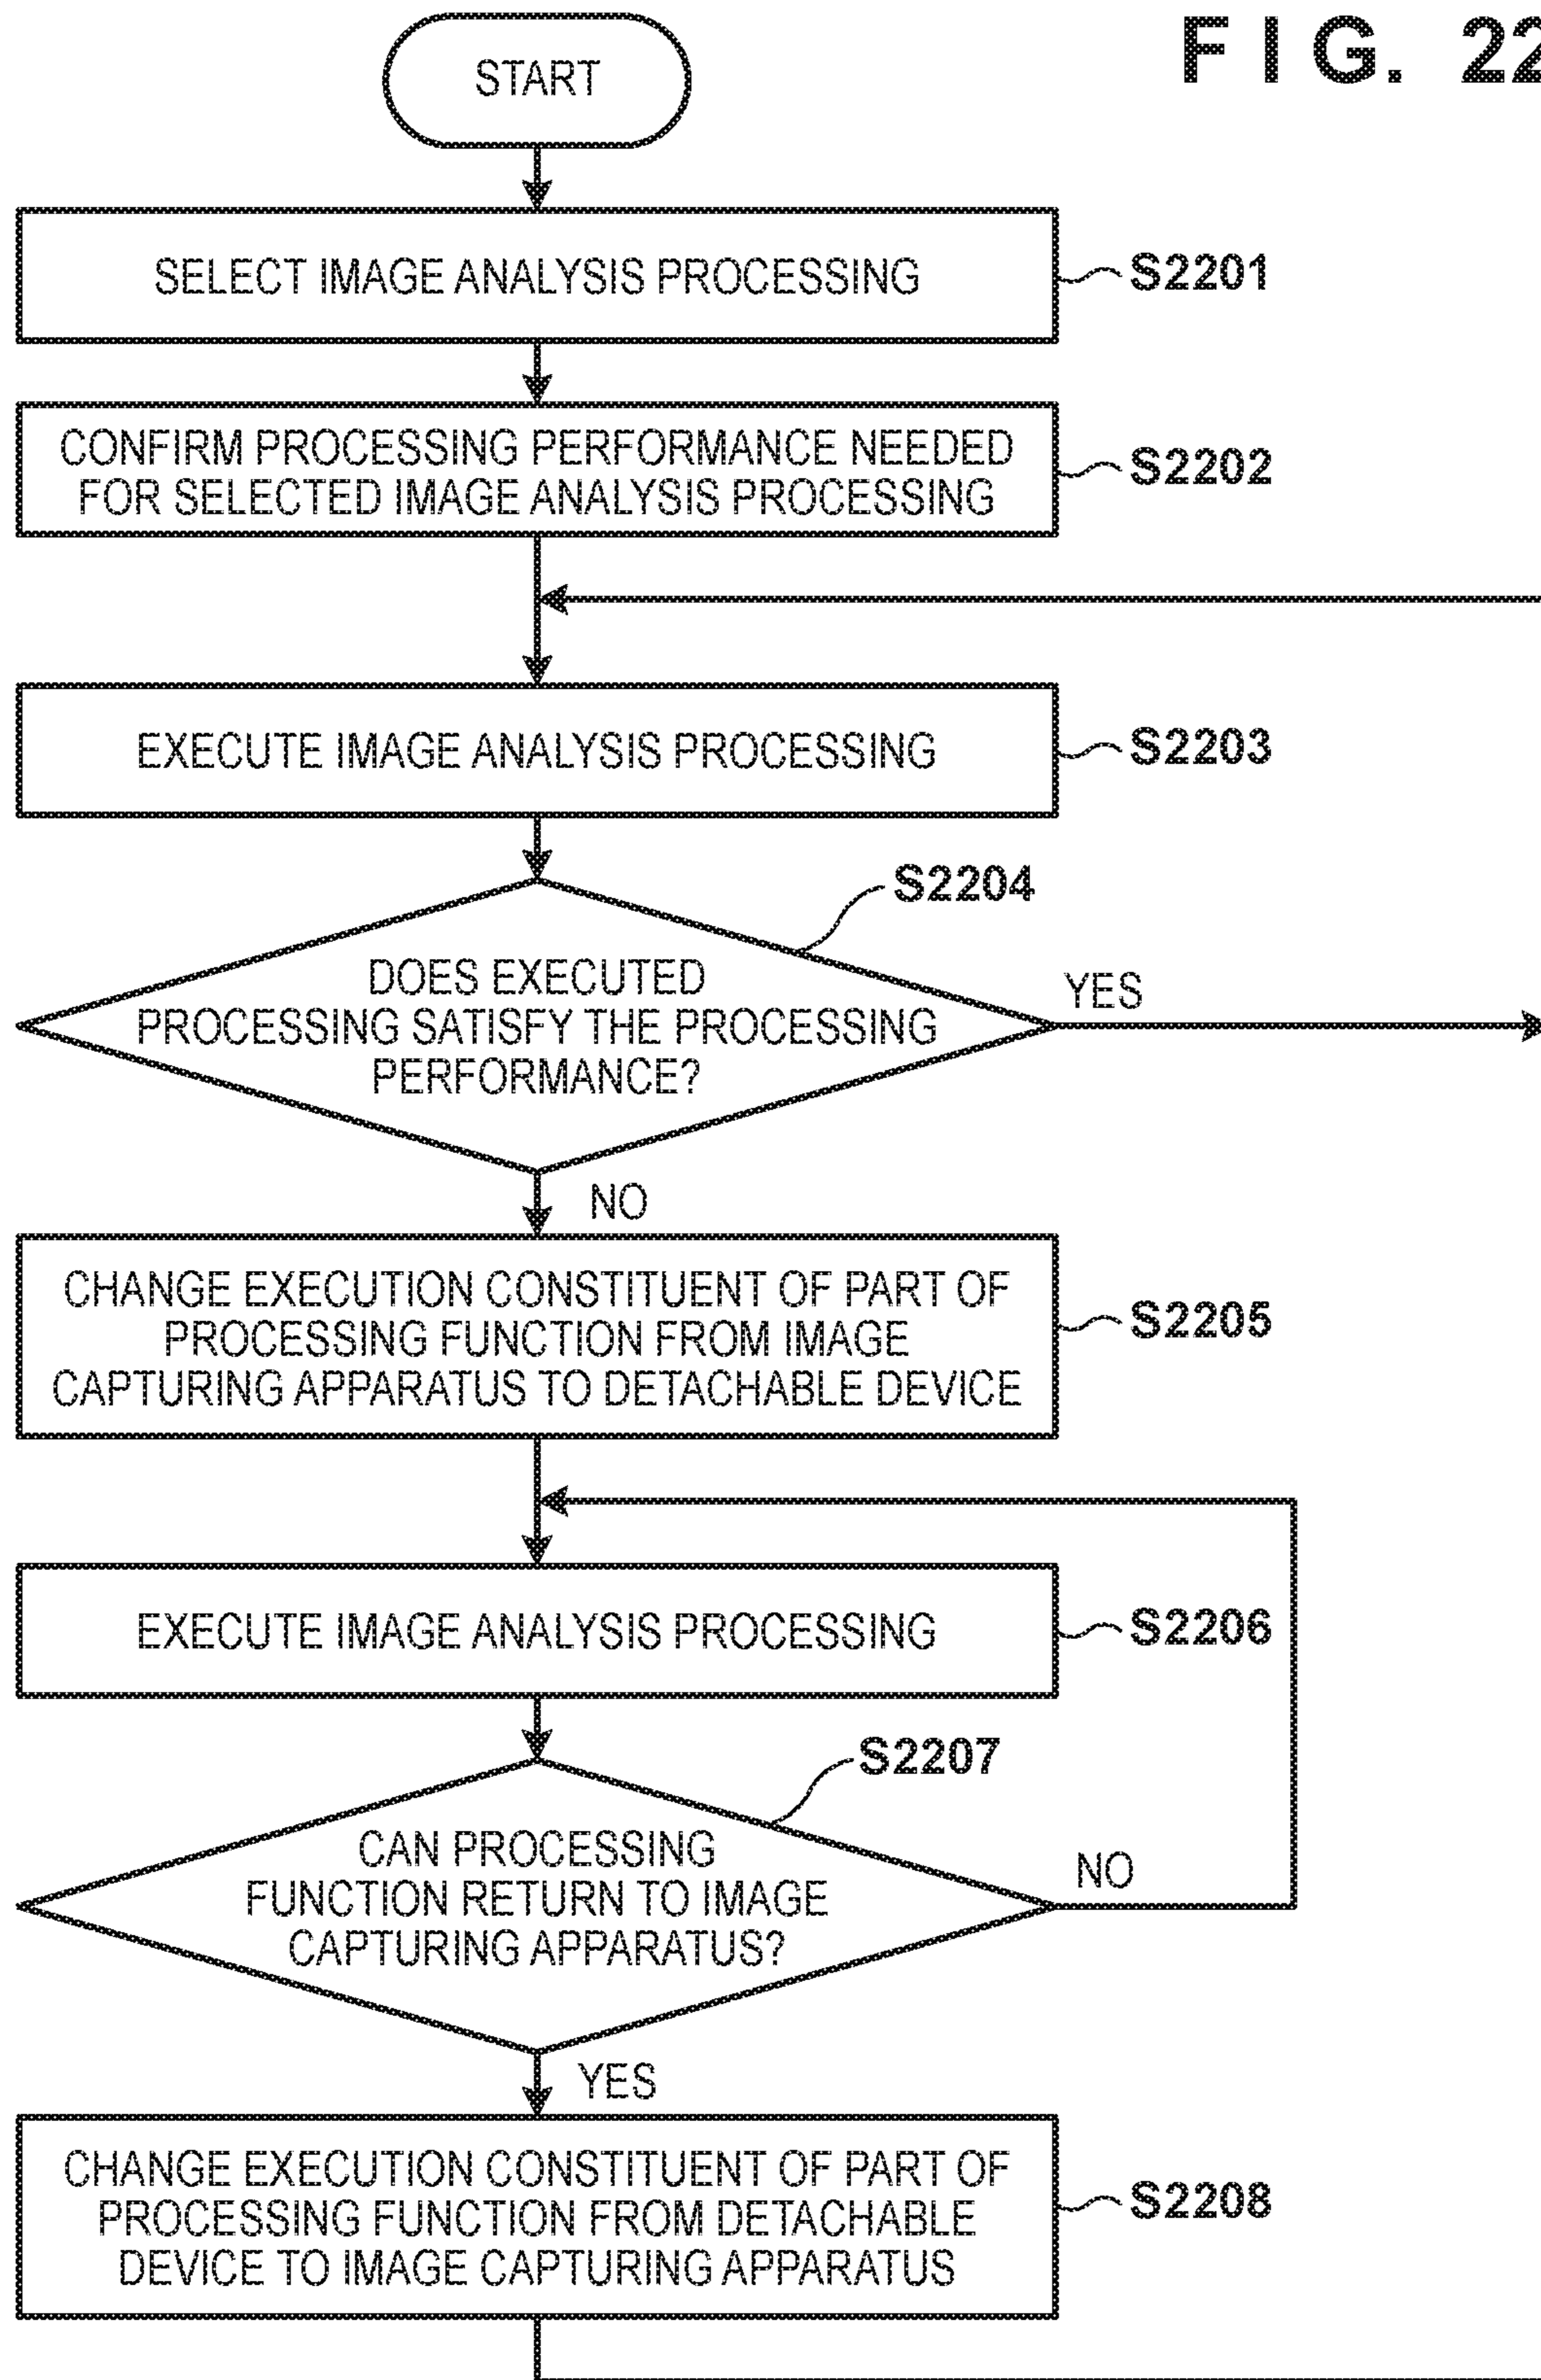 FIG. 22
START
SELECT IMAGE ANALYSIS PROCESSING
S2201
CONFIRM PROCESSING PERFORMANCE NEEDED
FOR SELECTED IMAGE ANALYSIS PROCESSING
S2202
EXECUTE IMAGE ANALYSIS PROCESSING
S2203
S2204
DOES EXECUTED
PROCESSING SATISFY THE PROCESSING
PERFORMANCE?
YES
NO
CHANGE EXECUTION CONSTITUENT OF PART OF
PROCESSING FUNCTION FROM IMAGE
CAPTURING APPARATUS TO DETACHABLE DEVICE
S2205
EXECUTE IMAGE ANALYSIS PROCESSING
S2206
S2207
CAN PROCESSING
FUNCTION RETURN TO IMAGE
CAPTURING APPARATUS?
NO
YES
CHANGE EXECUTION CONSTITUENT OF PART OF
PROCESSING FUNCTION FROM DETACHABLE
DEVICE TO IMAGE CAPTURING APPARATUS
S2208